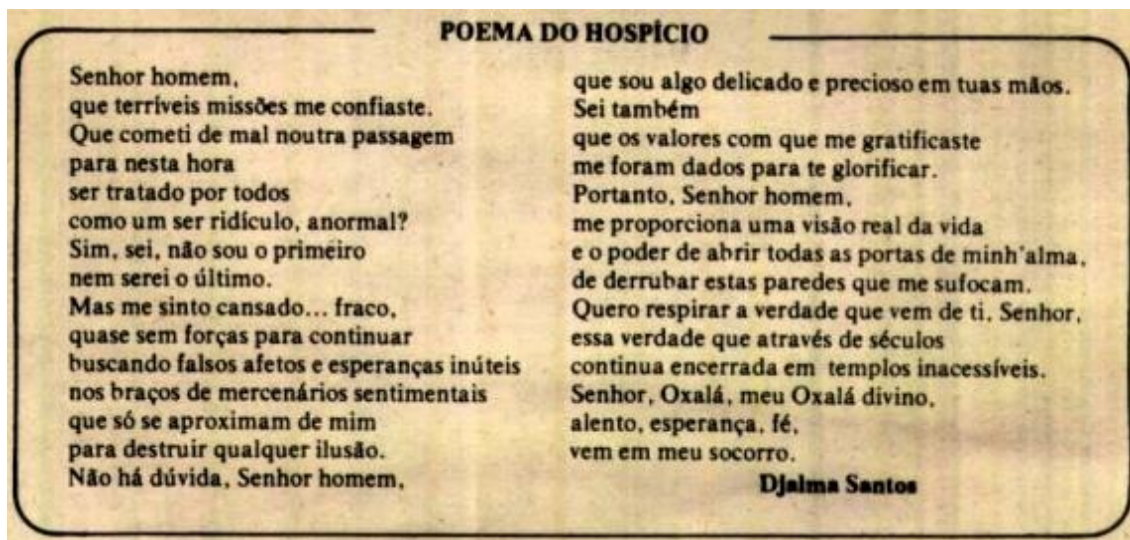 POEMA DO HOSPÍCIO
Senhor homem,
que terríveis missões me confiaste.
Que cometi de mal noutra passagem
para nesta hora
ser tratado por todos
como um ser ridículo, anormal?
Sim, sei, não sou o primeiro
nem serei o último.
Mas me sinto cansado... fraco,
quase sem forças para continuar
buscando falsos afetos e esperanças inúteis
nos braços de mercenários sentimentais
que só se aproximam de mim
para destruir qualquer ilusão.
Não há dúvida, Senhor homem,
que sou algo delicado e precioso em tuas mãos.
Sei também
que os valores com que me gratificaste
me foram dados para te glorificar.
Portanto, Senhor homem,
me proporciona uma visão real da vida
e o poder de abrir todas as portas de minh'alma,
de derrubar estas paredes que me sufocam.
Quero respirar a verdade que vem de ti, Senhor,
essa verdade que através de séculos
continua encerrada em templos inacessíveis.
Senhor, Oxalá, meu Oxalá divino,
alento, esperança, fé,
vem em meu socorro.
Djalma Santos